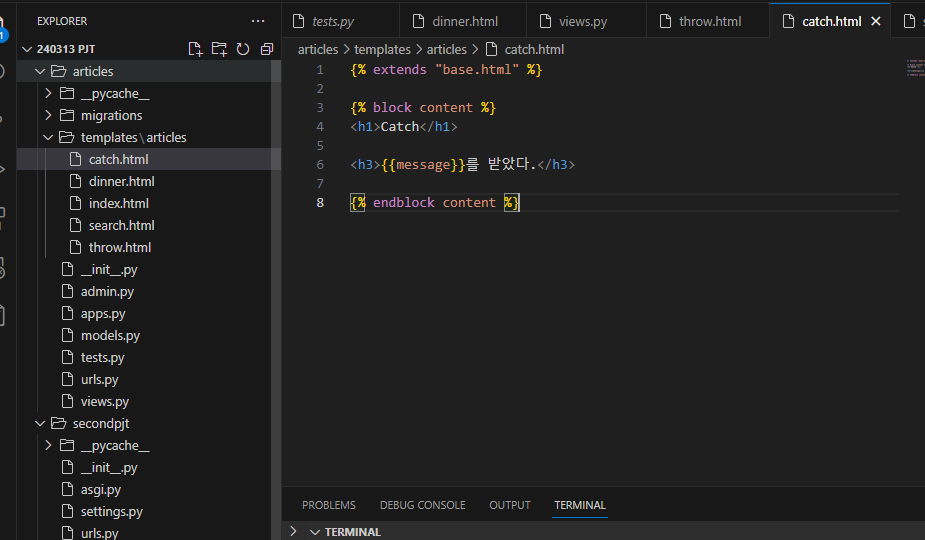 EXPLORER
240313 PJT
articles
__pycache__
migrations
templates\articles
catch.html
dinner.html
index.html
search.html
throw.html
__init__.py
admin.py
apps.py
models.py
tests.py
urls.py
views.py
secondpjt
__pycache__
__init__.py
asgi.py
settings.py
urls.py
tests.py dinner.html views.py throw.html catch.html
articles > templates > articles > catch.html
1 {% extends "base.html" %}
2
3 {% block content %}
4 <h1>Catch</h1>
5
6 <h3>{{message}}를 받았다.</h3>
7
8 {% endblock content %}
PROBLEMS DEBUG CONSOLE OUTPUT TERMINAL
TERMINAL